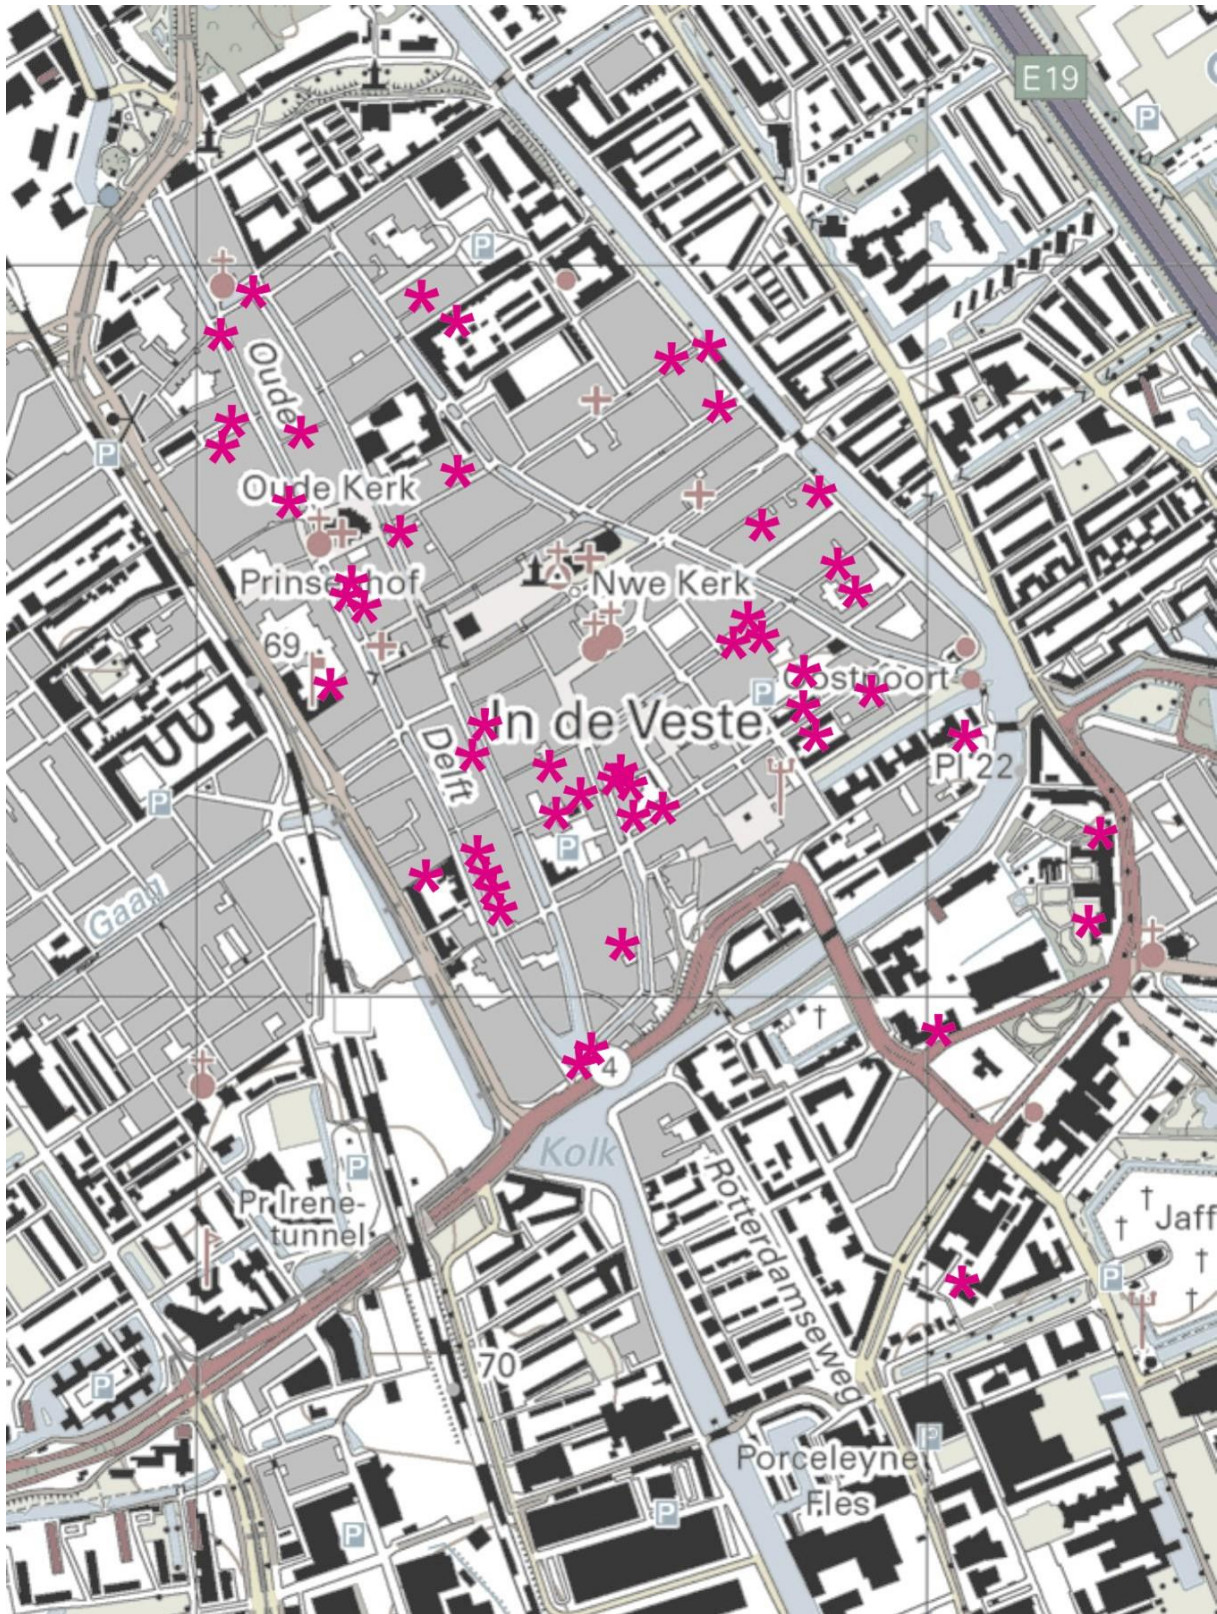 E19
P
P
Oude
P
Oude Kerk
Prinsenhof
Nwe Kerk
69
P
Oostpoort
In de Veste
Delft
Pl 22
P
P
Gaag
4
Kolk
P
Pr Irene-
tunnel
Jaff
P
Rotterdamseweg
70
P
P
Porceleyne
Fles
P
P